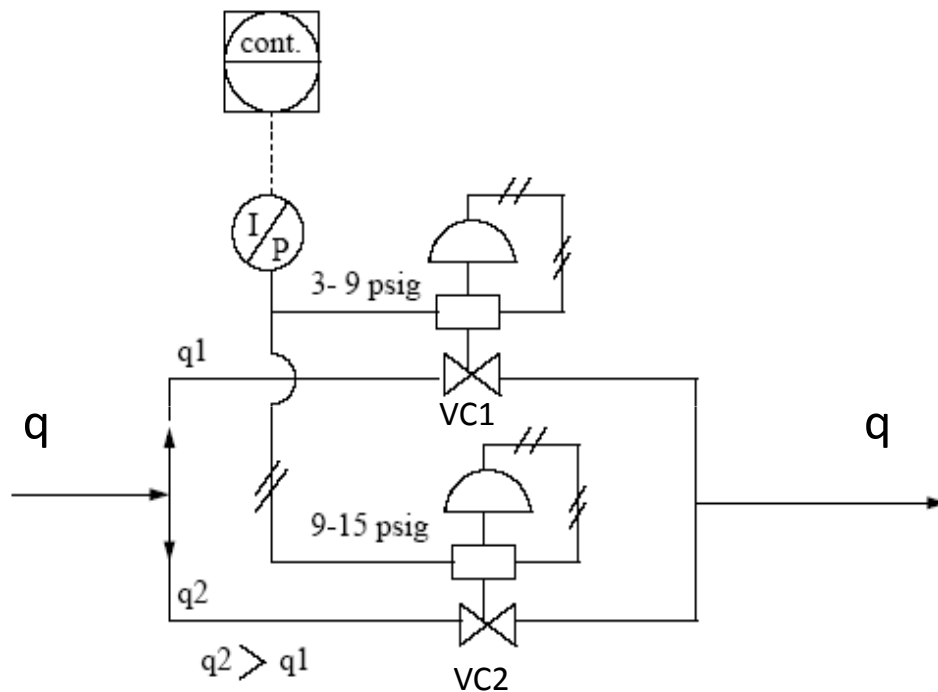 cont.
I
P
3- 9 psig
q1
VC1
q
q
9-15 psig
q2
q2 > q1
VC2